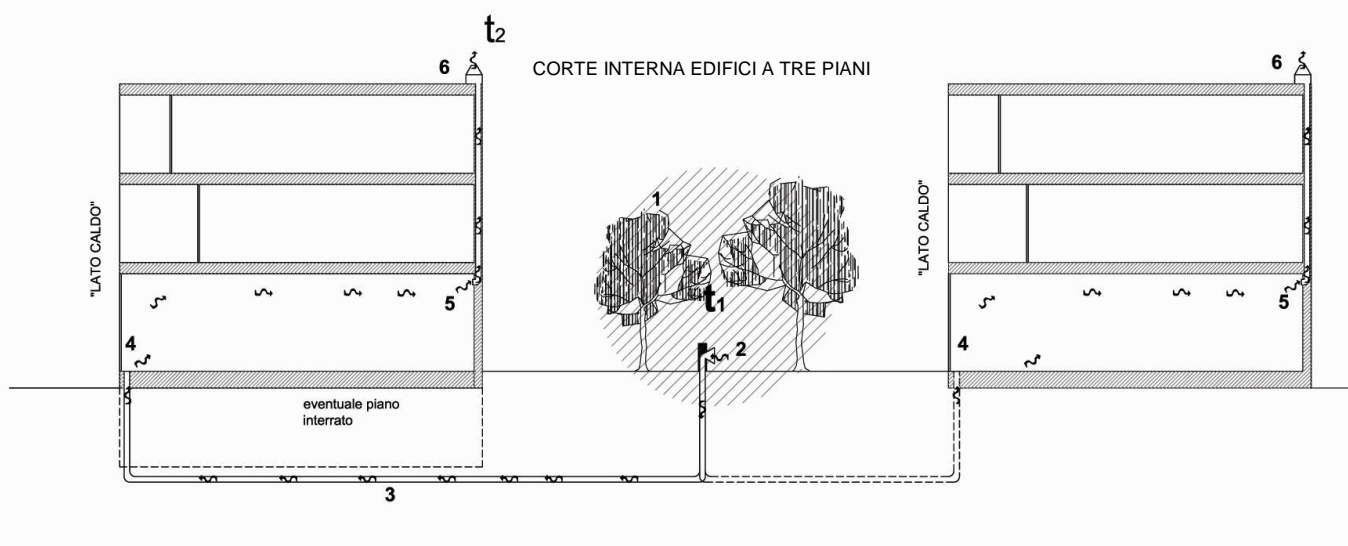 t2
6
CORTE INTERNA EDIFICI A TRE PIANI
6
1
"LATO CALDO"
"LATO CALDO"
5
t1
5
4
2
4
eventuale piano
interrato
3